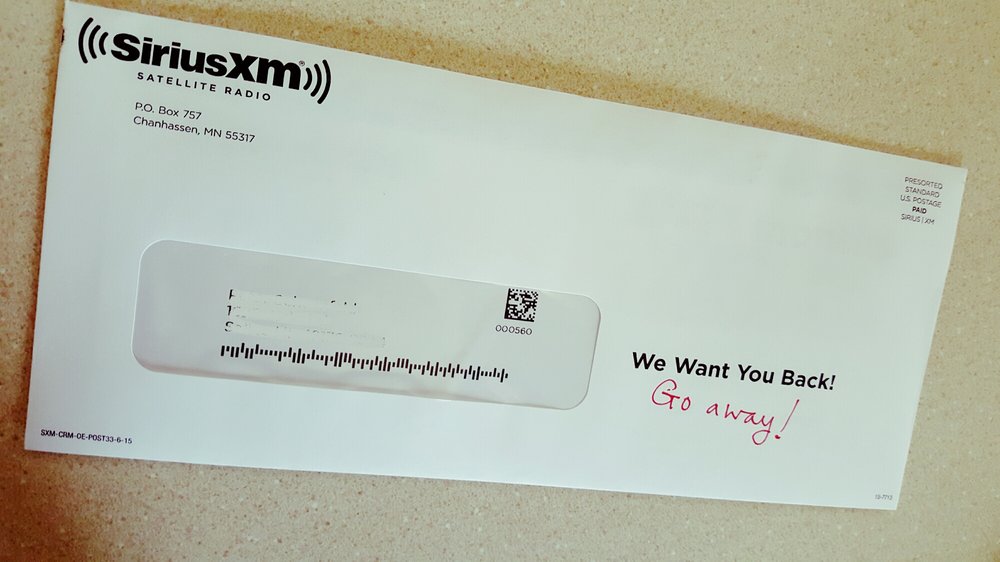 SiriusXM
SATELLITE RADIO
P.O. Box 757
Chanhassen, MN 55317
PRESORTED
STANDARD
U.S. POSTAGE
PAID
SIRIUS | XM
000560
We Want You Back!
Go away!
SXM-CRM-OE-POST33-6-15